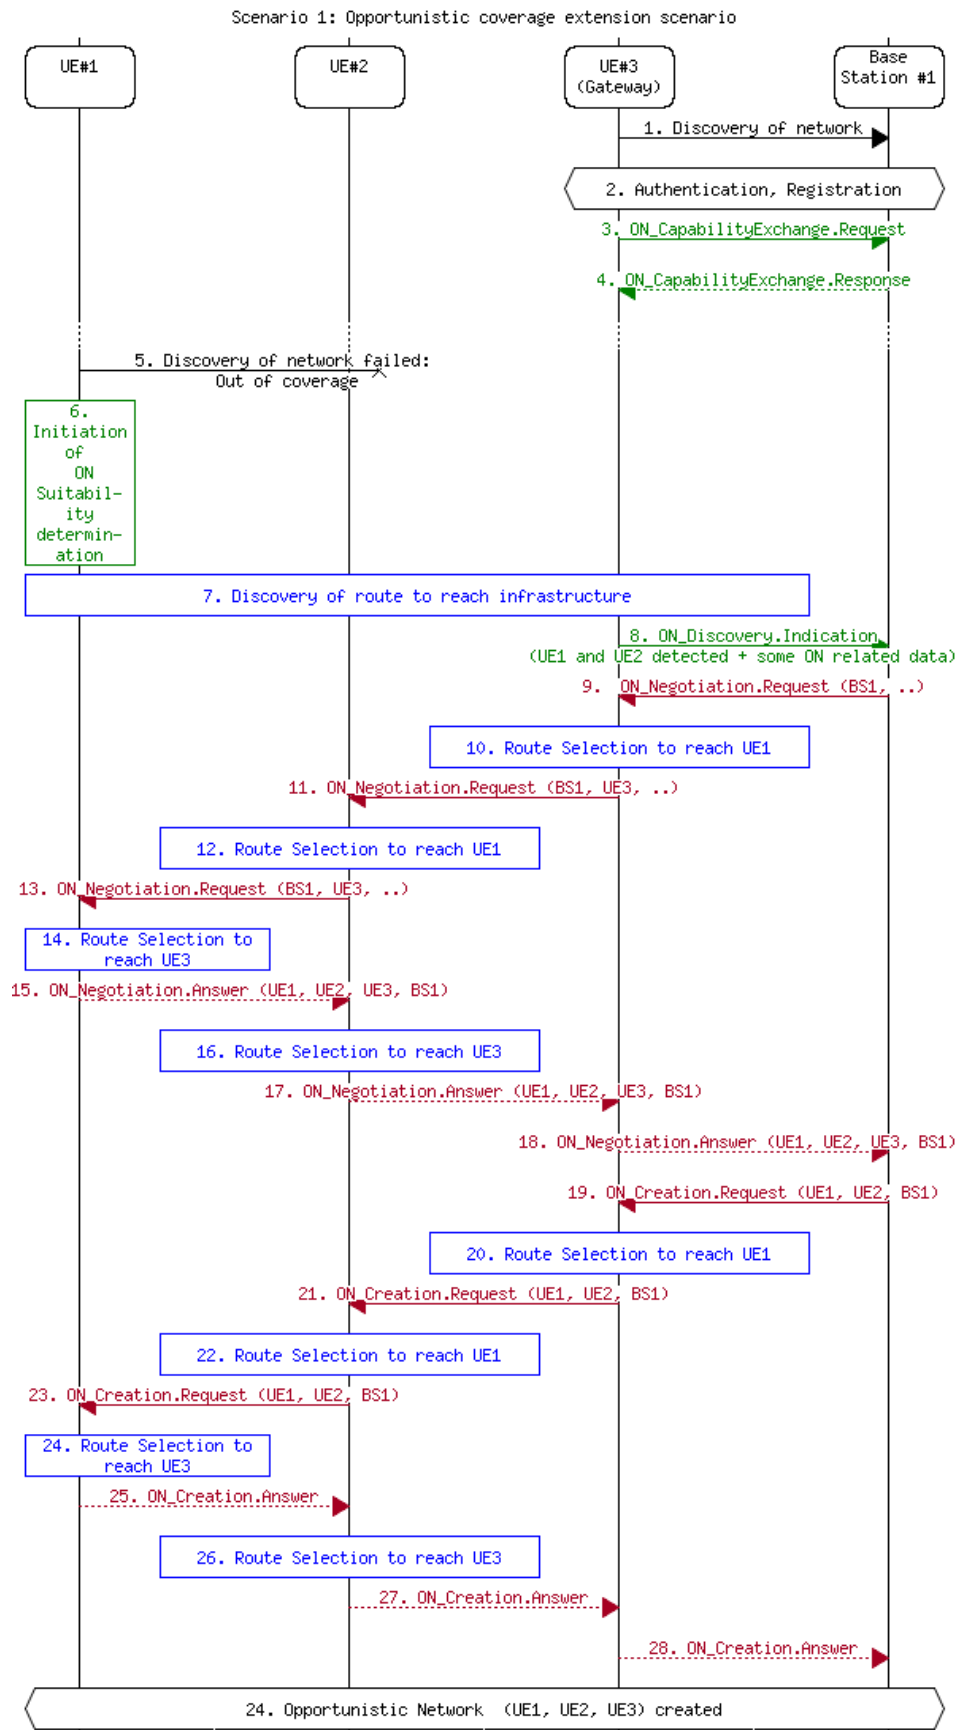 Scenario 1: Opportunistic coverage extension scenario
UE#1
UE#2
UE#3
(Gateway)
Base
Station #1
1. Discovery of network
2. Authentication, Registration
3. ON_CapabilityExchange.Request
4. ON_CapabilityExchange.Response
5. Discovery of network failed:
Out of coverage
6.
Initiation
of
ON
Suitabil-
ity
determin-
ation
7. Discovery of route to reach infrastructure
8. ON_Discovery.Indication
(UE1 and UE2 detected + some ON related data)
9.  ON_Negotiation.Request (BS1, ..)
10. Route Selection to reach UE1
11. ON_Negotiation.Request (BS1, UE3, ..)
12. Route Selection to reach UE1
13. ON_Negotiation.Request (BS1, UE3, ..)
14. Route Selection to
reach UE3
15. ON_Negotiation.Answer (UE1, UE2, UE3, BS1)
16. Route Selection to reach UE3
17. ON_Negotiation.Answer (UE1, UE2, UE3, BS1)
18. ON_Negotiation.Answer (UE1, UE2, UE3, BS1)
19. ON_Creation.Request (UE1, UE2, BS1)
20. Route Selection to reach UE1
21. ON_Creation.Request (UE1, UE2, BS1)
22. Route Selection to reach UE1
23. ON_Creation.Request (UE1, UE2, BS1)
24. Route Selection to
reach UE3
25. ON_Creation.Answer
26. Route Selection to reach UE3
27. ON_Creation.Answer
28. ON_Creation.Answer
24. Opportunistic Network  (UE1, UE2, UE3) created